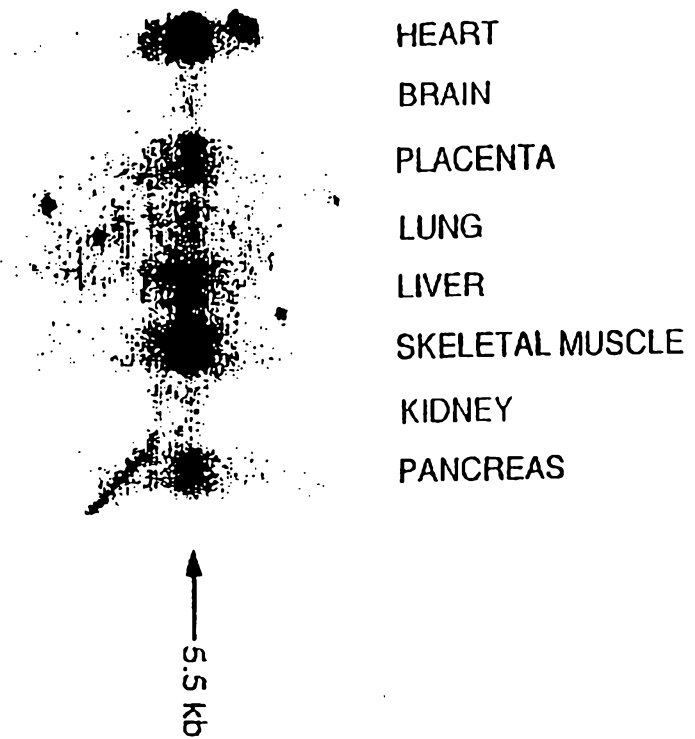 HEART
BRAIN
PLACENTA
LUNG
LIVER
SKELETAL MUSCLE
KIDNEY
PANCREAS
5.5 kb